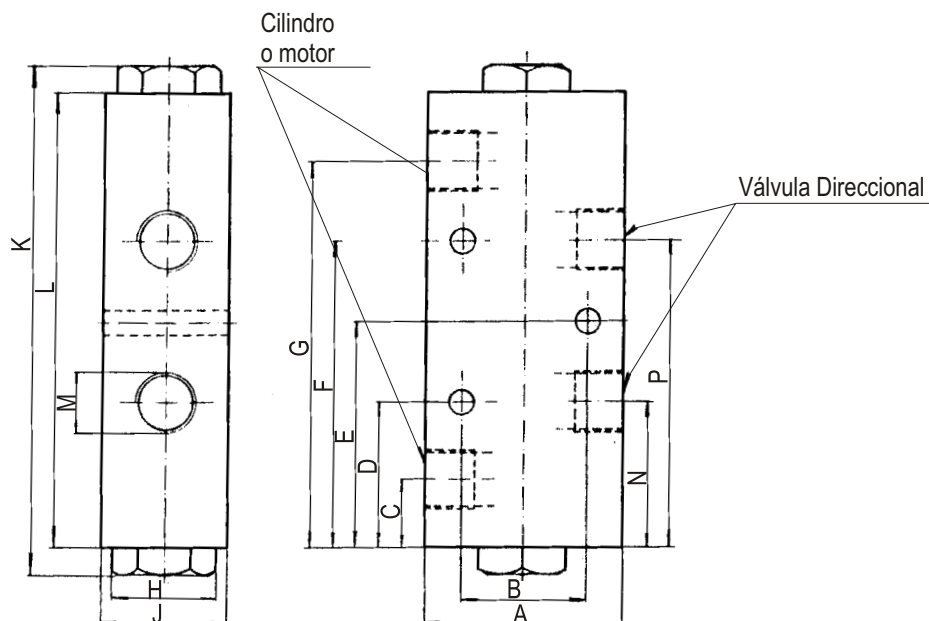 Cilindro
o motor
Válvula Direccional
K
L
M
H
J
G
F
E
D
C
P
N
B
A